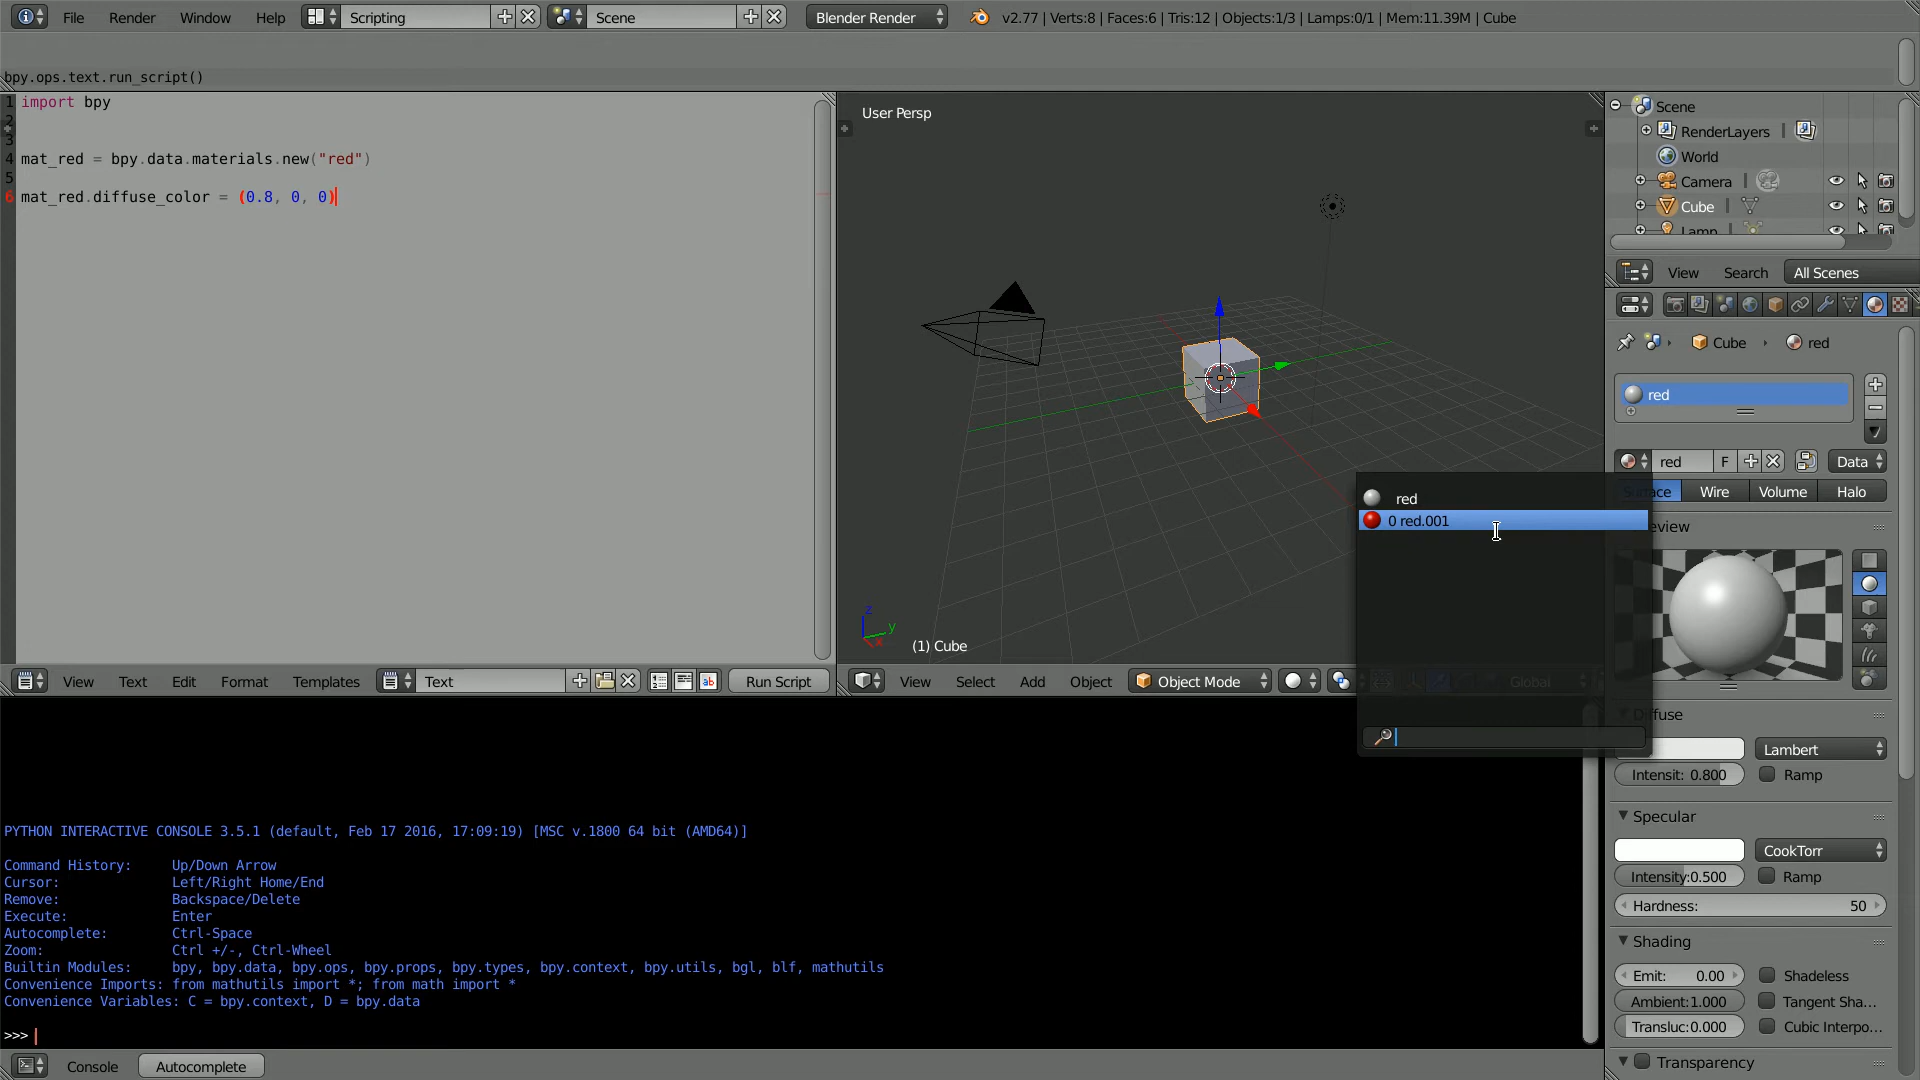 File Render Window Help Scripting Scene Blender Render v2.77 | Verts:8 | Faces:6 | Tris:12 | Objects:1/3 | Lamps:0/1 | Mem:11.39M | Cube
bpy.ops.text.run_script()
1 import bpy
2
3
4 mat_red = bpy.data.materials.new("red")
5
6 mat_red.diffuse_color = (0.8, 0, 0)
User Persp
z
y
x
(1) Cube
Scene
RenderLayers
World
Camera
Cube
Lamp
View Search All Scenes
Cube red
red
red F Data
Surface Wire Volume Halo
red
0 red.001
Diffuse
Lambert
Intensit: 0.800 Ramp
Specular
CookTorr
Intensity:0.500 Ramp
Hardness: 50
Shading
Emit: 0.00 Shadeless
Ambient:1.000 Tangent Sha...
Transluc:0.000 Cubic Interpo...
Transparency
View Text Edit Format Templates Text Run Script
View Select Add Object Object Mode Global
PYTHON INTERACTIVE CONSOLE 3.5.1 (default, Feb 17 2016, 17:09:19) [MSC v.1800 64 bit (AMD64)]
Command History: Up/Down Arrow
Cursor: Left/Right Home/End
Remove: Backspace/Delete
Execute: Enter
Autocomplete: Ctrl-Space
Zoom: Ctrl +/-, Ctrl-Wheel
Builtin Modules: bpy, bpy.data, bpy.ops, bpy.props, bpy.types, bpy.context, bpy.utils, bgl, blf, mathutils
Convenience Imports: from mathutils import *; from math import *
Convenience Variables: C = bpy.context, D = bpy.data
>>>
Console Autocomplete